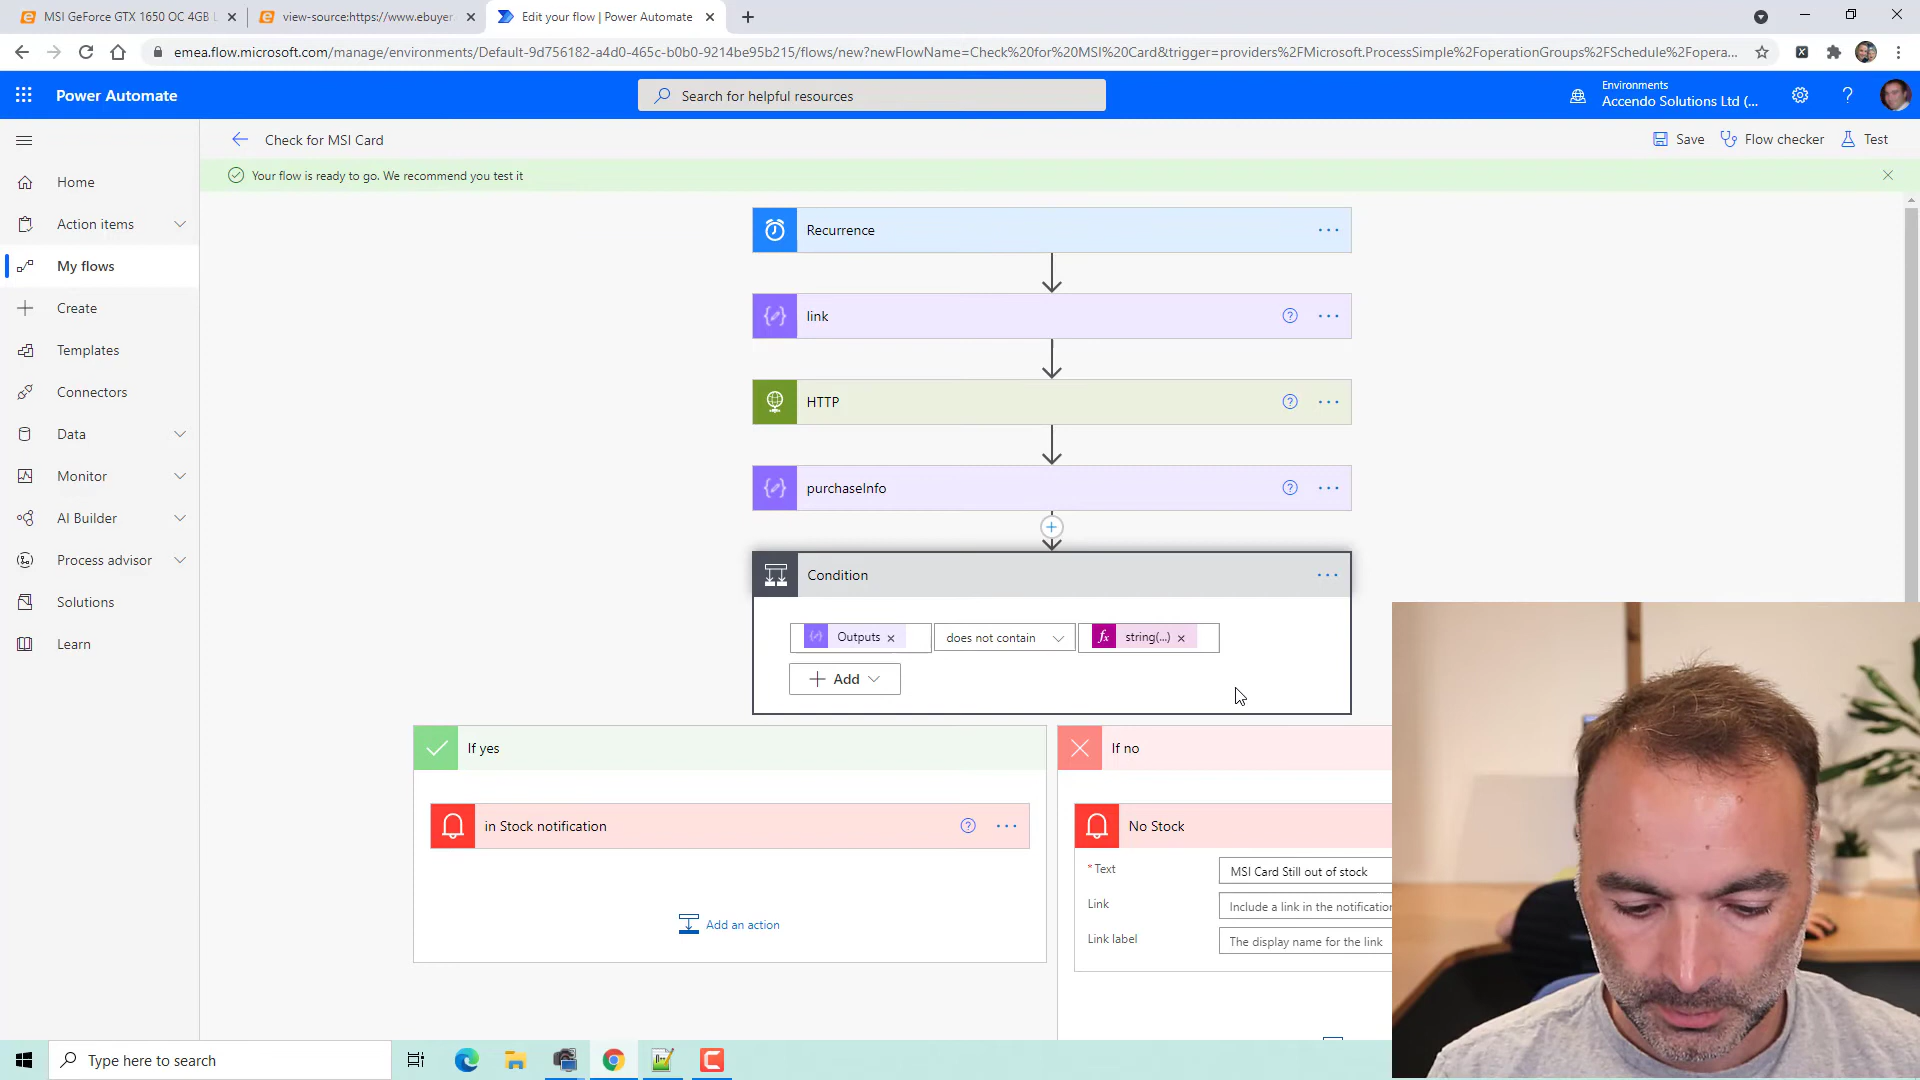 MSI GeForce GTX 1650 OC 4GB L
view-source:https://www.ebuyer
Edit your flow | Power Automate
emea.flow.microsoft.com/manage/environments/Default-9d756182-a4d0-465c-b0b0-9214be95b215/flows/new?newFlowName=Check%20for%20MSI%20Card&trigger=providers%2FMicrosoft.ProcessSimple%2FoperationGroups%2FSchedule%2Fopera...
Power Automate
Search for helpful resources
Environments
Accendo Solutions Ltd (...
Check for MSI Card
Save
Flow checker
Test
Your flow is ready to go. We recommend you test it
Home
Action items
My flows
Create
Templates
Connectors
Data
Monitor
AI Builder
Process advisor
Solutions
Learn
Recurrence
link
HTTP
purchaseInfo
Condition
Outputs
does not contain
fx string(...)
Add
If yes
in Stock notification
Add an action
If no
No Stock
*Text
MSI Card Still out of stock
Link
Include a link in the notification
Link label
The display name for the link
Type here to search